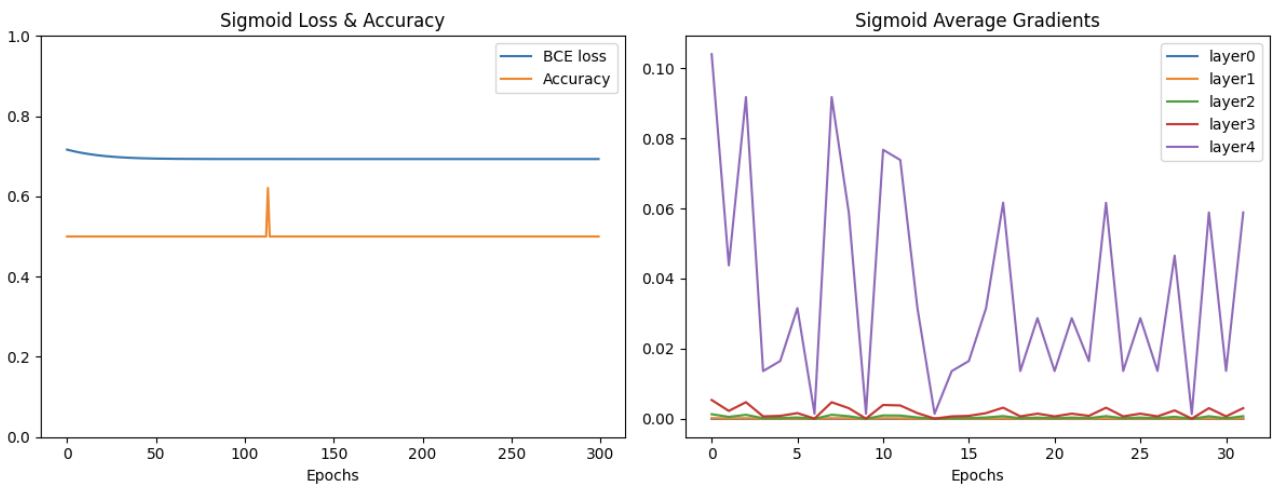 Sigmoid Loss & Accuracy
1.0
0.8
0.6
0.4
0.2
0.0
BCE loss
Accuracy
0
50
100
150
200
250
300
Epochs
Sigmoid Average Gradients
0.10
0.08
0.06
0.04
0.02
0.00
layer0
layer1
layer2
layer3
layer4
0
5
10
15
20
25
30
Epochs